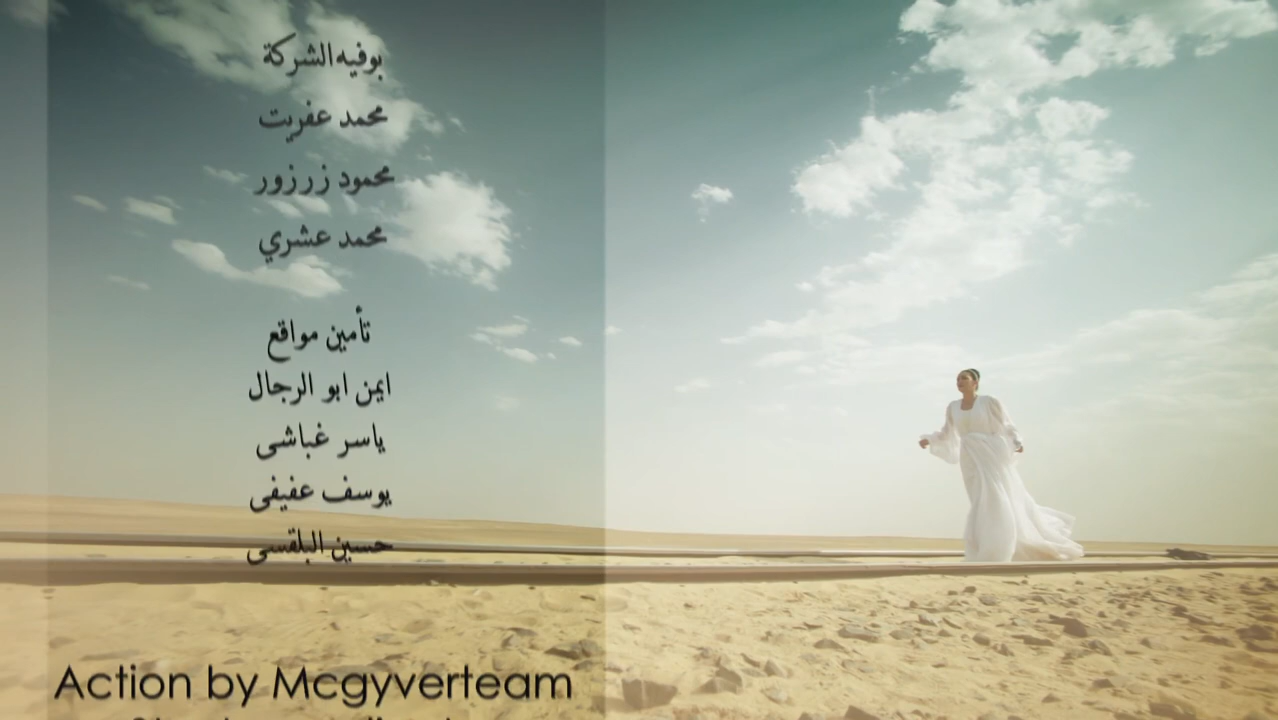 بوفيه الشركة
محمد عفريت
محمود زرزور
محمد عشري
تأمين مواقع
ايمن ابو الرجال
ياسر غباشى
يوسف عفيفى
حسين البلقسى
Action by Mcgyverteam